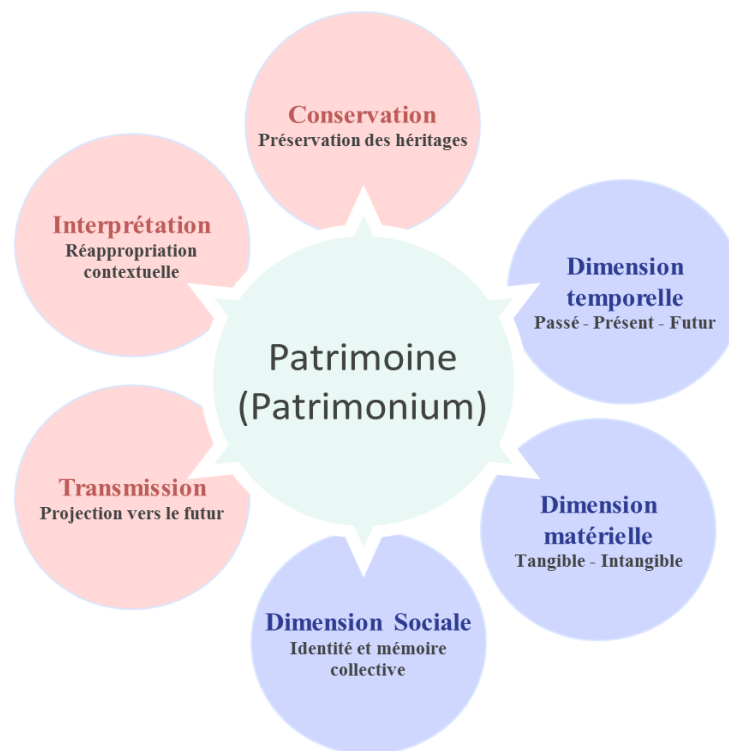 Conservation
Préservation des héritages
Interprétation
Réappropriation
contextuelle
Dimension
temporelle
Passé - Présent - Futur
Patrimoine
(Patrimonium)
Transmission
Projection vers le futur
Dimension
matérielle
Tangible - Intangible
Dimension Sociale
Identité et mémoire
collective